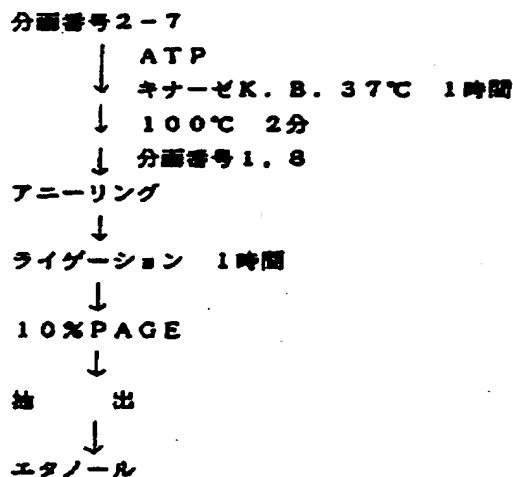 分画番号2-7
ATP
キナーゼK.B.37℃ 1時間
100℃ 2分
分画番号1.8
アニーリング
ライゲーション 1時間
10%PAGE
抽 出
エタノール